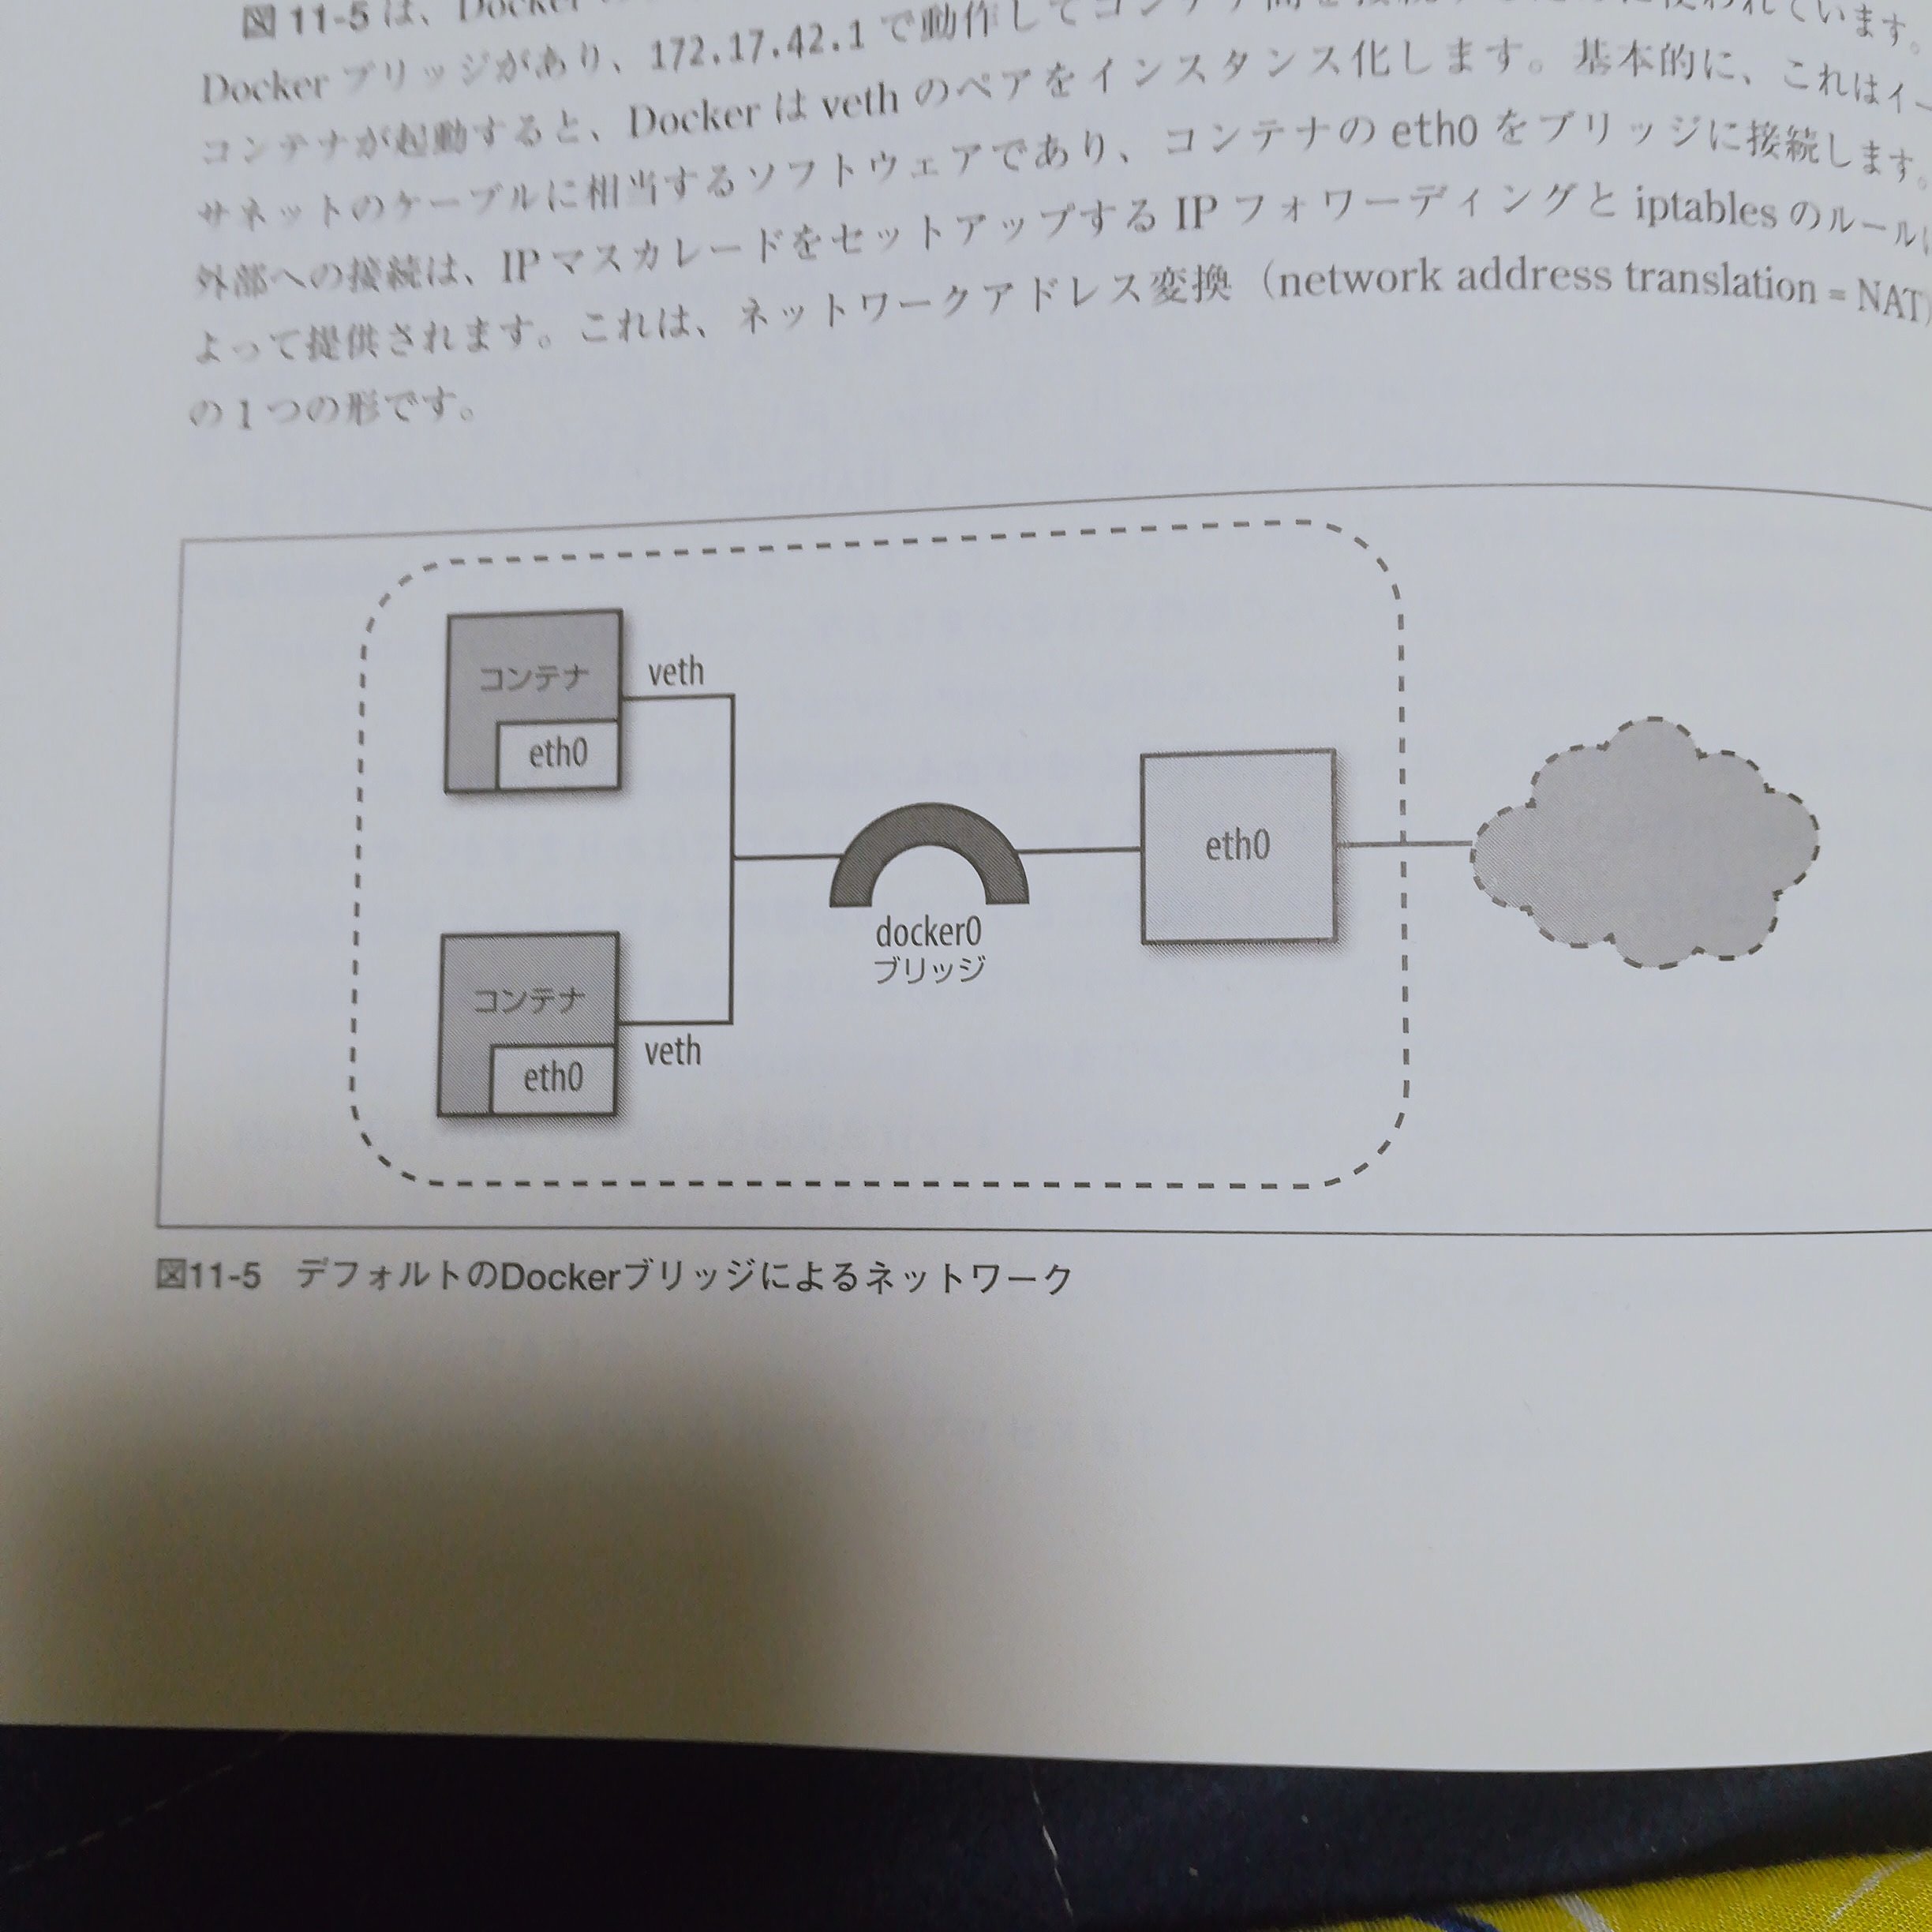 図 11-5 は、Docker
Docker ブリッジがあり、172.17.42.1 で動作してコンテナ間を接続するために使われています。
コンテナが起動すると、Docker は veth のペアをインスタンス化します。基本的に、これはイー
サネットのケーブルに相当するソフトウェアであり、コンテナの eth0 をブリッジに接続します。
外部への接続は、IP マスカレードをセットアップする IP フォワーディングと iptables のルールに
よって提供されます。これは、ネットワークアドレス変換（network address translation = NAT）
の 1 つの形です。
コンテナ
veth
eth0
eth0
docker0
ブリッジ
コンテナ
eth0
veth
図11-5 デフォルトのDockerブリッジによるネットワーク